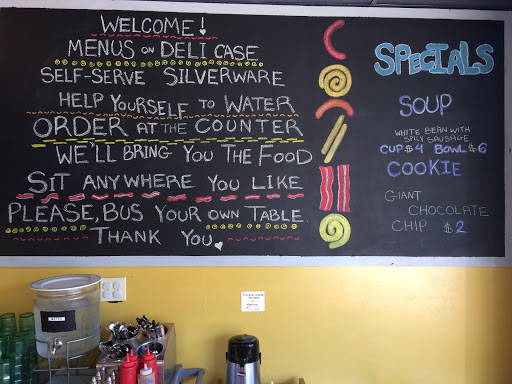 WELCOME!
MENUS ON DELI CASE
SELF-SERVE SILVERWARE
HELP YOURSELF TO WATER
ORDER AT THE COUNTER
WE'LL BRING YOU THE FOOD
SIT ANYWHERE YOU LIKE
PLEASE, BUS YOUR OWN TABLE
THANK YOU
SPECIALS
SOUP
WHITE BEAN WITH
SPICY SAUSAGE
CUP $4 BOWL $6
COOKIE
GIANT
CHOCOLATE
CHIP $2
WATER